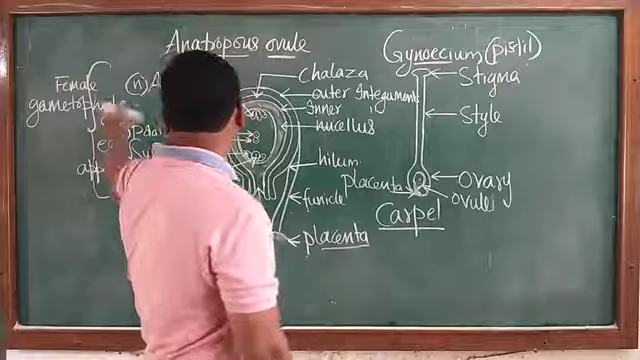 Anatropous ovule
Gynoecium (pistil)
Female
gametophyte
(n)
Chalaza
outer Integument
Inner "
nucellus
hilum
funicle
placenta
Stigma
Style
placenta
Ovary
ovule
Carpel